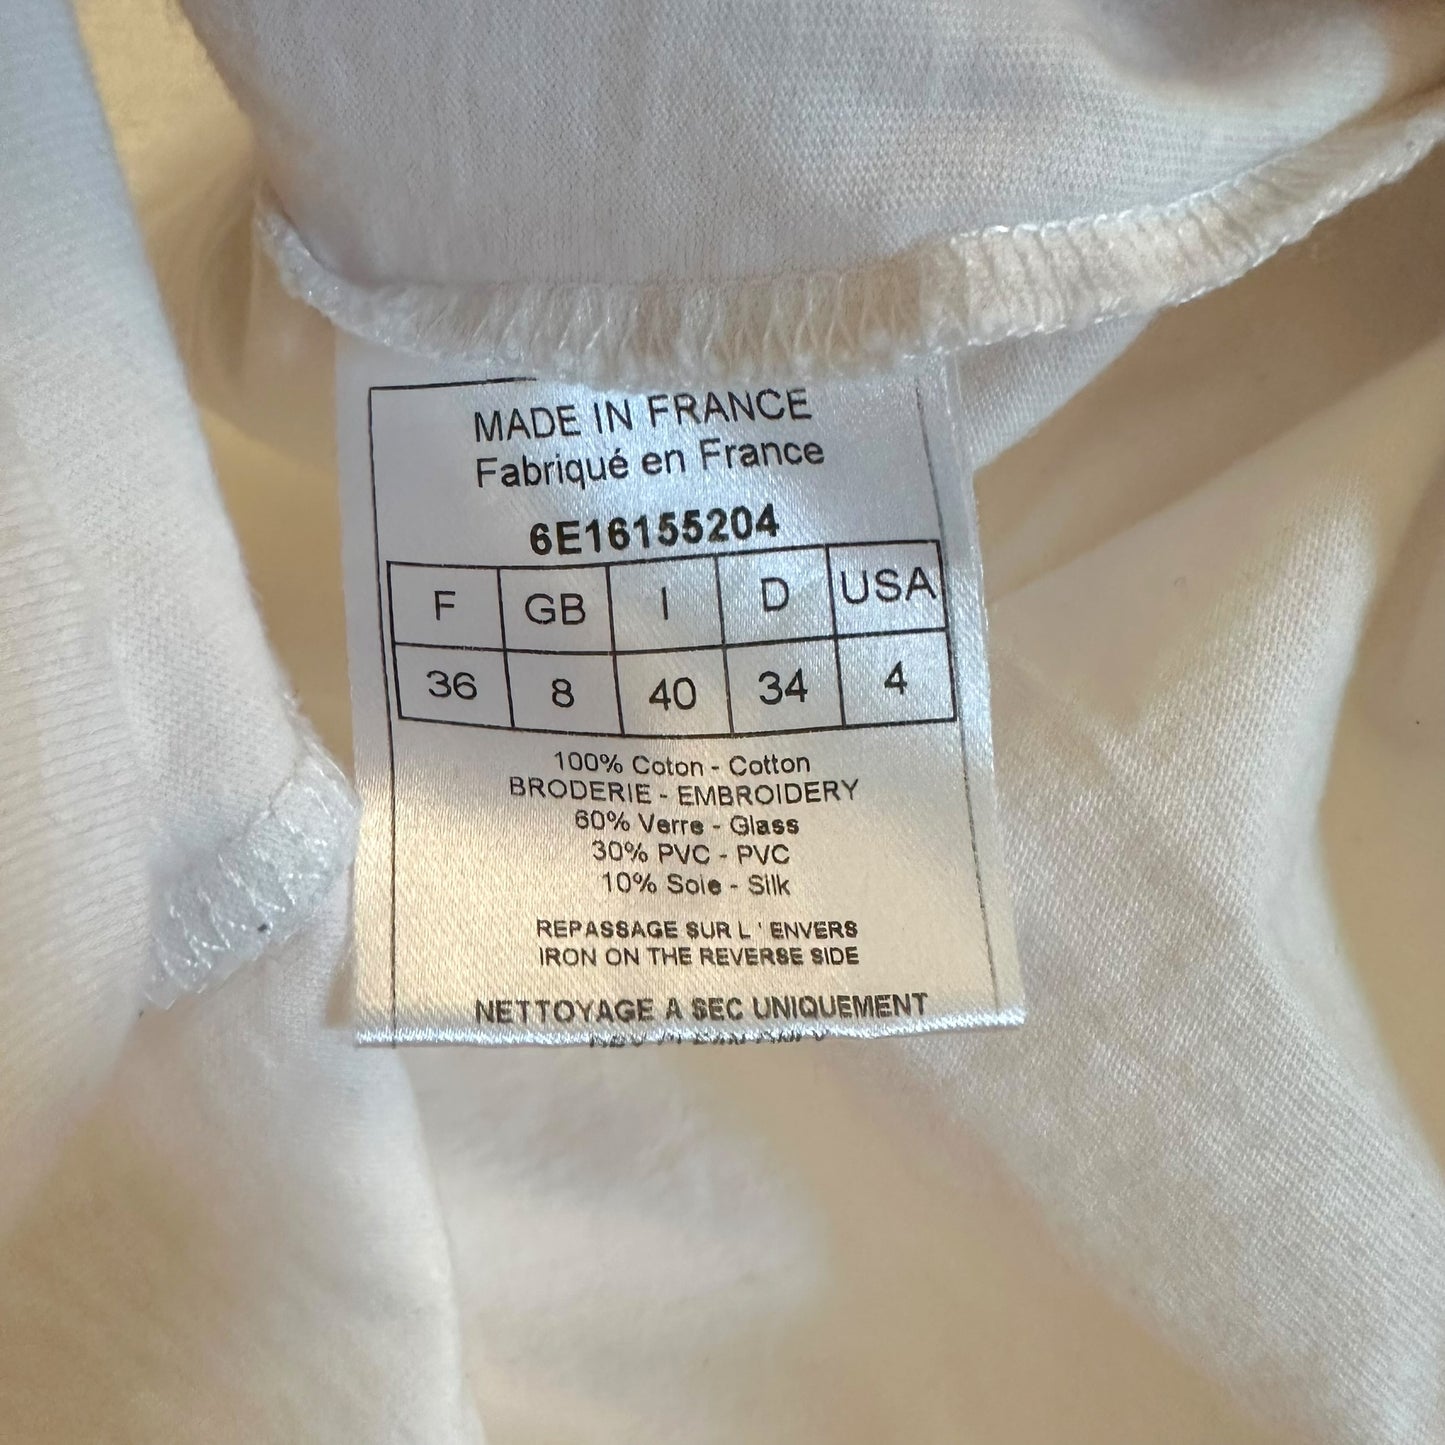 MADE IN FRANCE
Fabriqué en France
6E16155204
F GB I D USA
36 8 40 34 4
100% Coton - Cotton
BRODERIE - EMBROIDERY
60% Verre - Glass
30% PVC - PVC
10% Soie - Silk
REPASSAGE SUR L ' ENVERS
IRON ON THE REVERSE SIDE
NETTOYAGE A SEC UNIQUEMENT